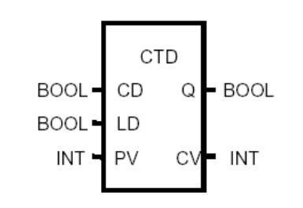 CTD
BOOL CD Q BOOL
BOOL LD
INT PV CV INT